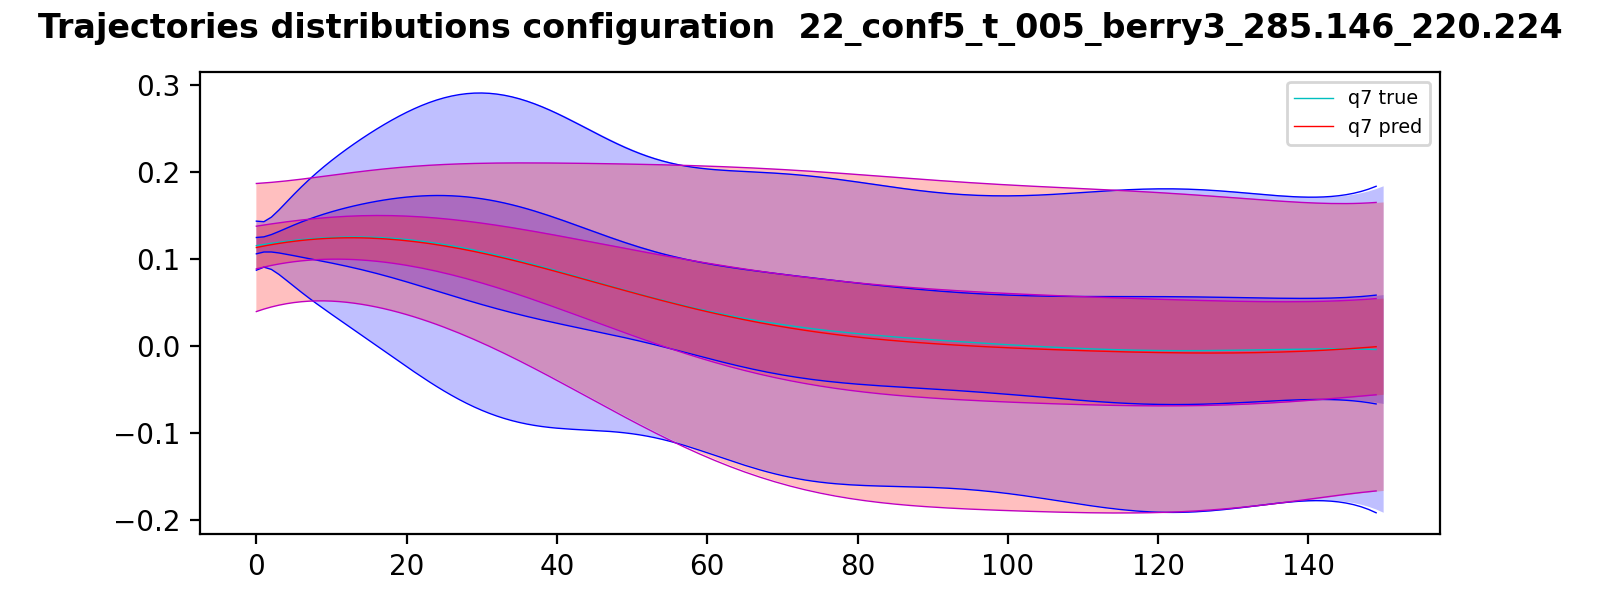 Trajectories distributions configuration  22_conf5_t_005_berry3_285.146_220.224
0.3
0.2
0.1
0.0
−0.1
−0.2
q7 true
q7 pred
0 20 40 60 80 100 120 140